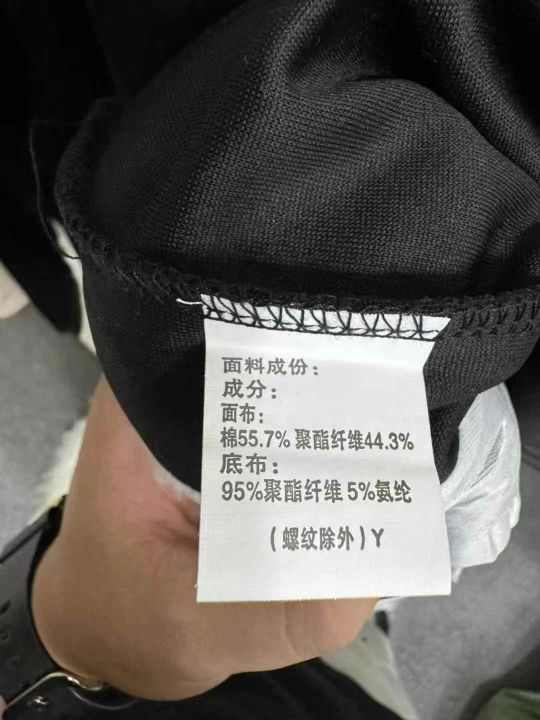 面料成份：
成分：
面布：
棉55.7% 聚酯纤维44.3%
底布：
95%聚酯纤维 5%氨纶
(螺纹除外) Y